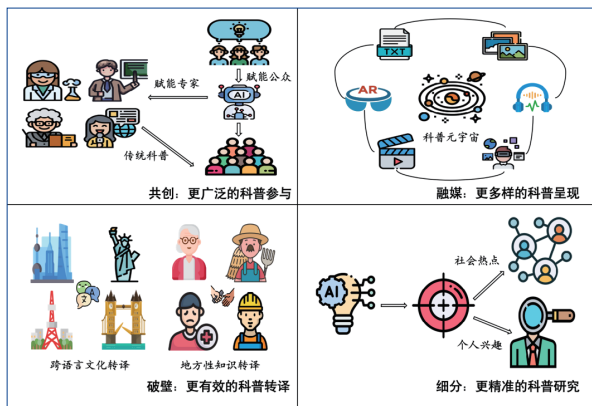 赋能专家
赋能公众
AI
传统科普
共创：更广泛的科普参与
TXT
AR
科普元宇宙
融媒：更多样的科普呈现
跨语言文化转译
地方性知识转译
破壁：更有效的科普转译
AI
社会热点
个人兴趣
细分：更精准的科普研究